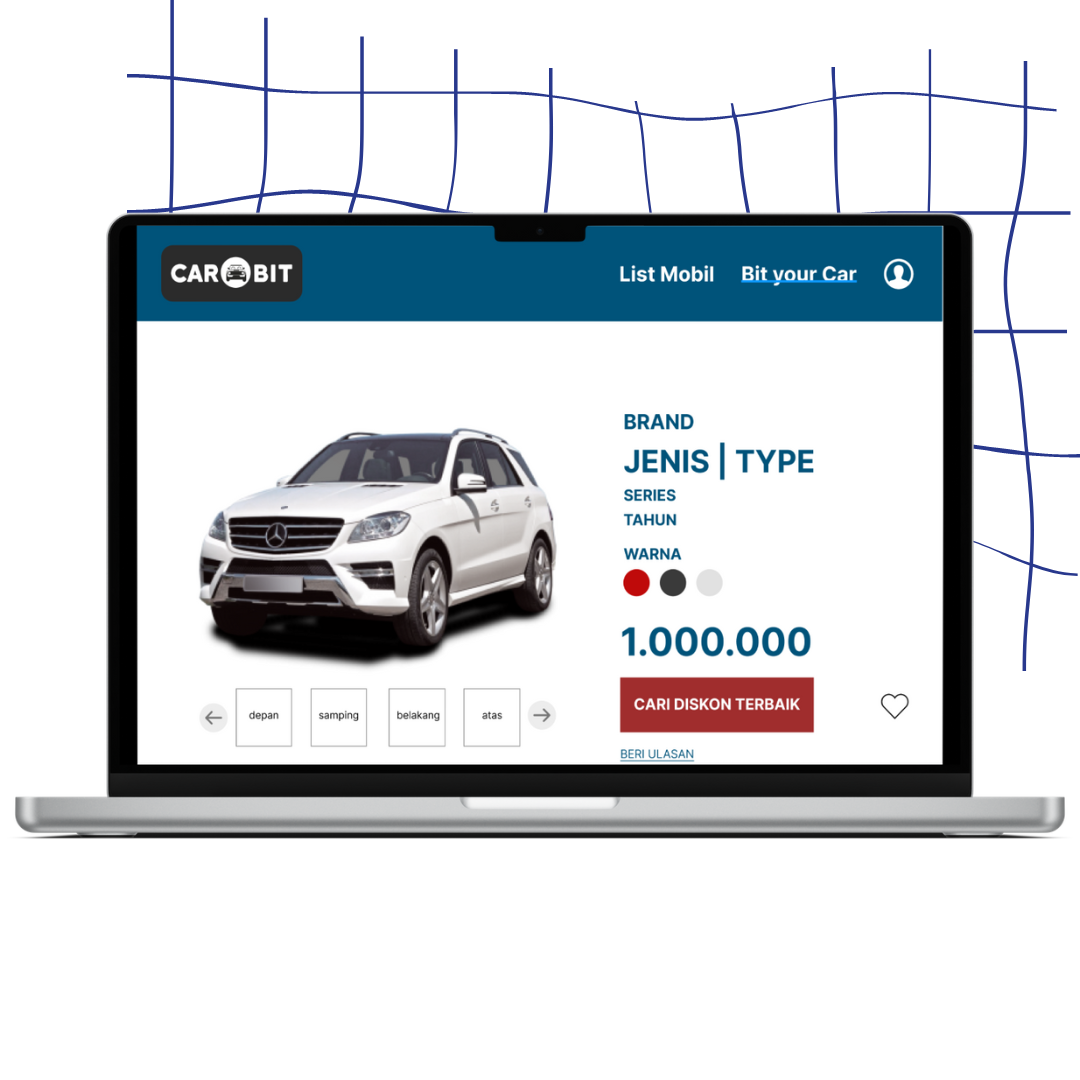 CAR BIT
List Mobil Bit your Car
BRAND
JENIS | TYPE
SERIES
TAHUN
WARNA
1.000.000
CARI DISKON TERBAIK
depan samping belakang atas
BERI ULASAN